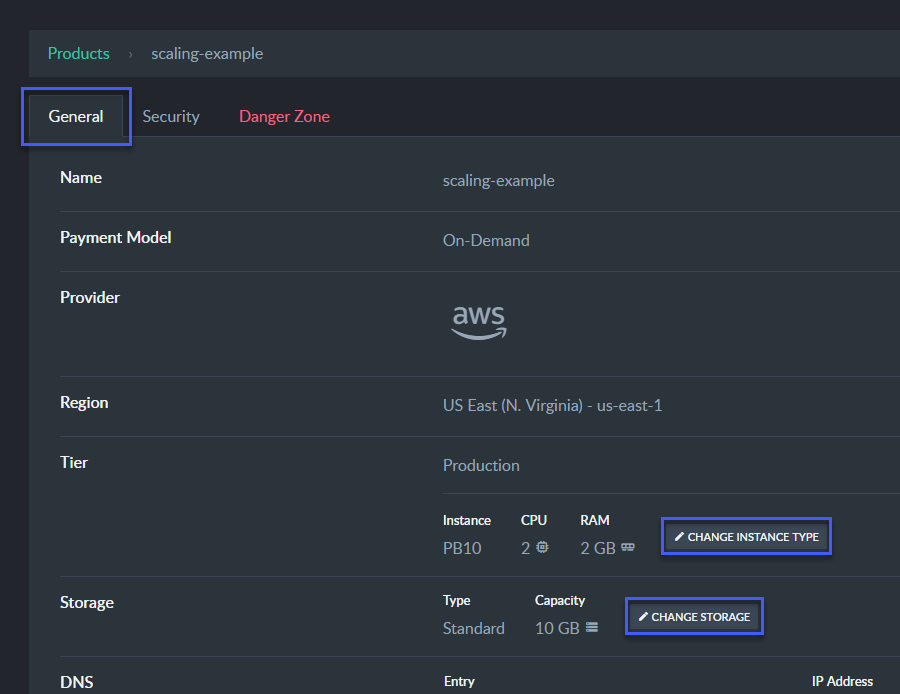 Products › scaling-example
General Security Danger Zone
Name scaling-example
Payment Model On-Demand
Provider aws
Region US East (N. Virginia) - us-east-1
Tier Production
Instance CPU RAM
PB10 2 2 GB CHANGE INSTANCE TYPE
Storage Type Capacity
Standard 10 GB CHANGE STORAGE
DNS Entry IP Address